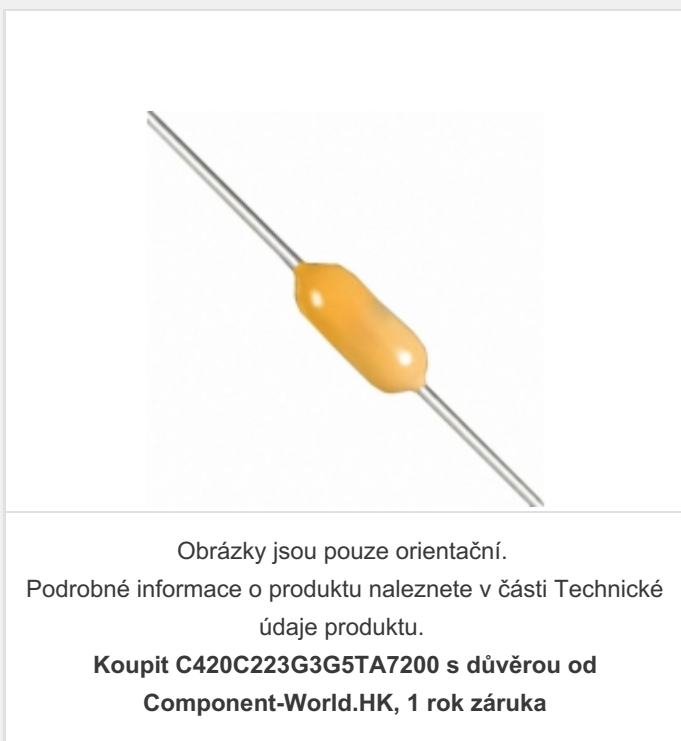 Obrázky jsou pouze orientační.
Podrobné informace o produktu naleznete v části Technické
údaje produktu.
Koupit C420C223G3G5TA7200 s důvěrou od
Component-World.HK, 1 rok záruka